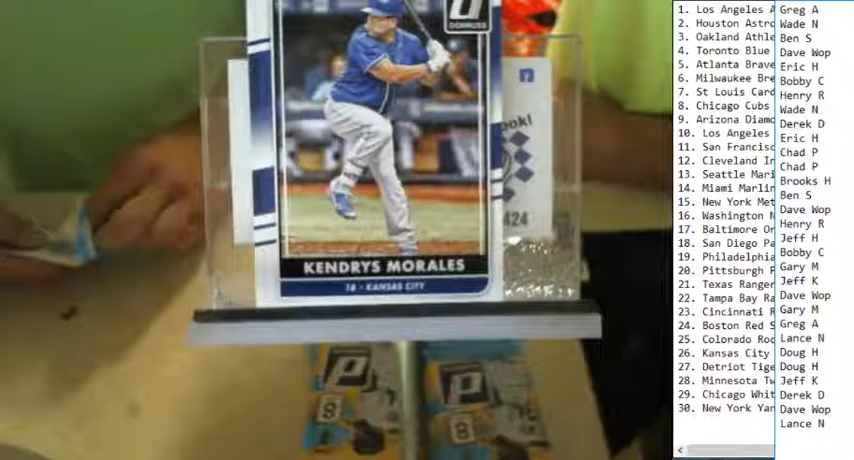 DONRUSS
KENDRYS MORALES
18 - KANSAS CITY
424
P
8
P
8
1. Los Angeles A
2. Houston Astro
3. Oakland Athle
4. Toronto Blue
5. Atlanta Brave
6. Milwaukee Bre
7. St Louis Card
8. Chicago Cubs
9. Arizona Diamo
10. Los Angeles
11. San Francisc
12. Cleveland In
13. Seattle Mari
14. Miami Marlin
15. New York Met
16. Washington N
17. Baltimore Or
18. San Diego Pa
19. Philadelphia
20. Pittsburgh P
21. Texas Ranger
22. Tampa Bay Ra
23. Cincinnati R
24. Boston Red S
25. Colorado Roc
26. Kansas City
27. Detriot Tige
28. Minnesota Tw
29. Chicago Whit
30. New York Yan
Greg A
Wade N
Ben S
Dave Wop
Eric H
Bobby C
Henry R
Wade N
Derek D
Eric H
Chad P
Chad P
Brooks H
Ben S
Dave Wop
Henry R
Jeff H
Bobby C
Gary M
Jeff K
Dave Wop
Gary M
Greg A
Lance N
Doug H
Doug H
Jeff K
Derek D
Dave Wop
Lance N